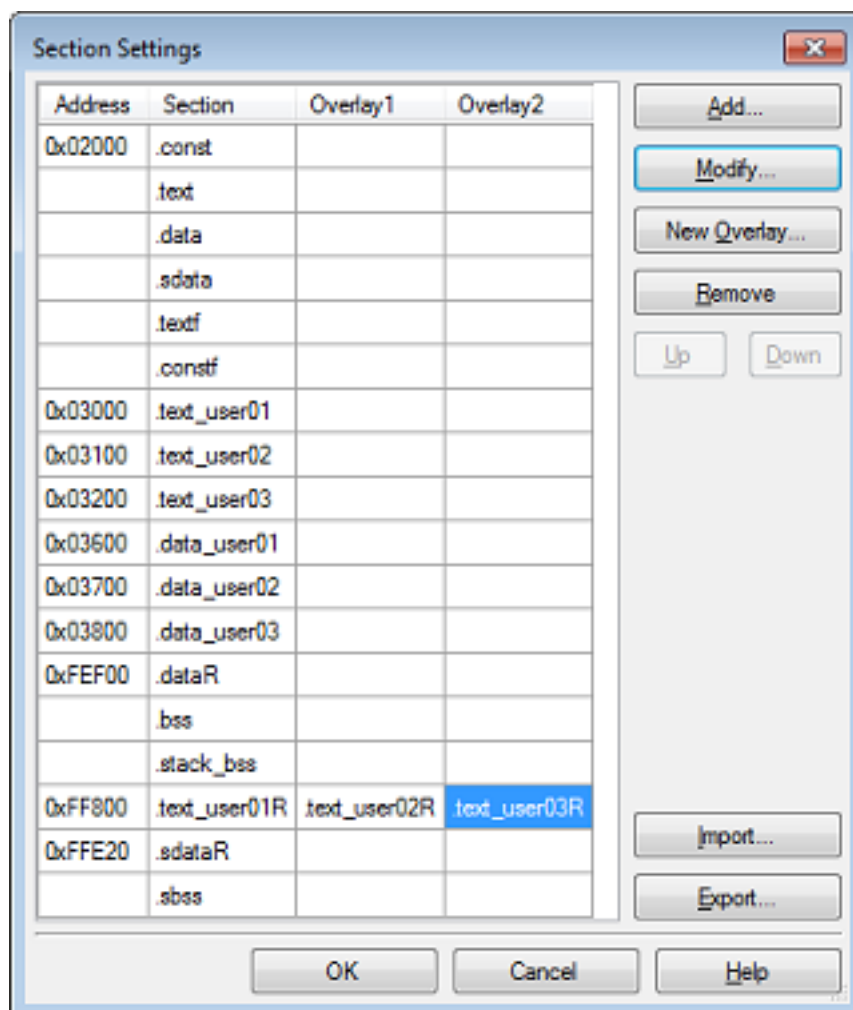 Section Settings
Address Section Overlay1 Overlay2
0x02000 .const
.text
.data
.sdata
.textf
.constf
0x03000 .text_user01
0x03100 .text_user02
0x03200 .text_user03
0x03600 .data_user01
0x03700 .data_user02
0x03800 .data_user03
0xFEF00 .dataR
.bss
.stack_bss
0xFF800 .text_user01R .text_user02R .text_user03R
0xFFE20 .sdataR
.sbss
Add...
Modify...
New Overlay...
Remove
Up Down
Import...
Export...
OK Cancel Help